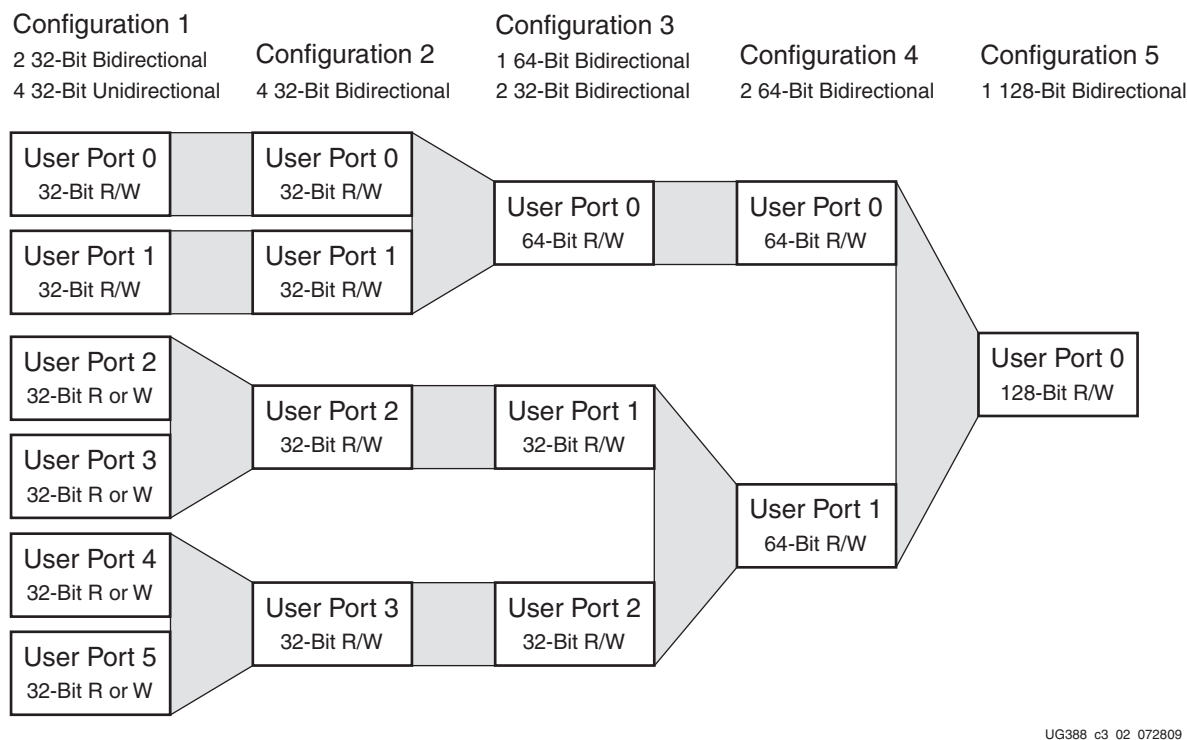 Configuration 1
2 32-Bit Bidirectional
4 32-Bit Unidirectional
Configuration 2
4 32-Bit Bidirectional
Configuration 3
1 64-Bit Bidirectional
2 32-Bit Bidirectional
Configuration 4
2 64-Bit Bidirectional
Configuration 5
1 128-Bit Bidirectional
User Port 0
32-Bit R/W
User Port 1
32-Bit R/W
User Port 2
32-Bit R or W
User Port 3
32-Bit R or W
User Port 4
32-Bit R or W
User Port 5
32-Bit R or W
User Port 0
32-Bit R/W
User Port 1
32-Bit R/W
User Port 2
32-Bit R/W
User Port 3
32-Bit R/W
User Port 0
64-Bit R/W
User Port 1
32-Bit R/W
User Port 2
32-Bit R/W
User Port 0
64-Bit R/W
User Port 1
64-Bit R/W
User Port 0
128-Bit R/W
UG388_c3_02_072809